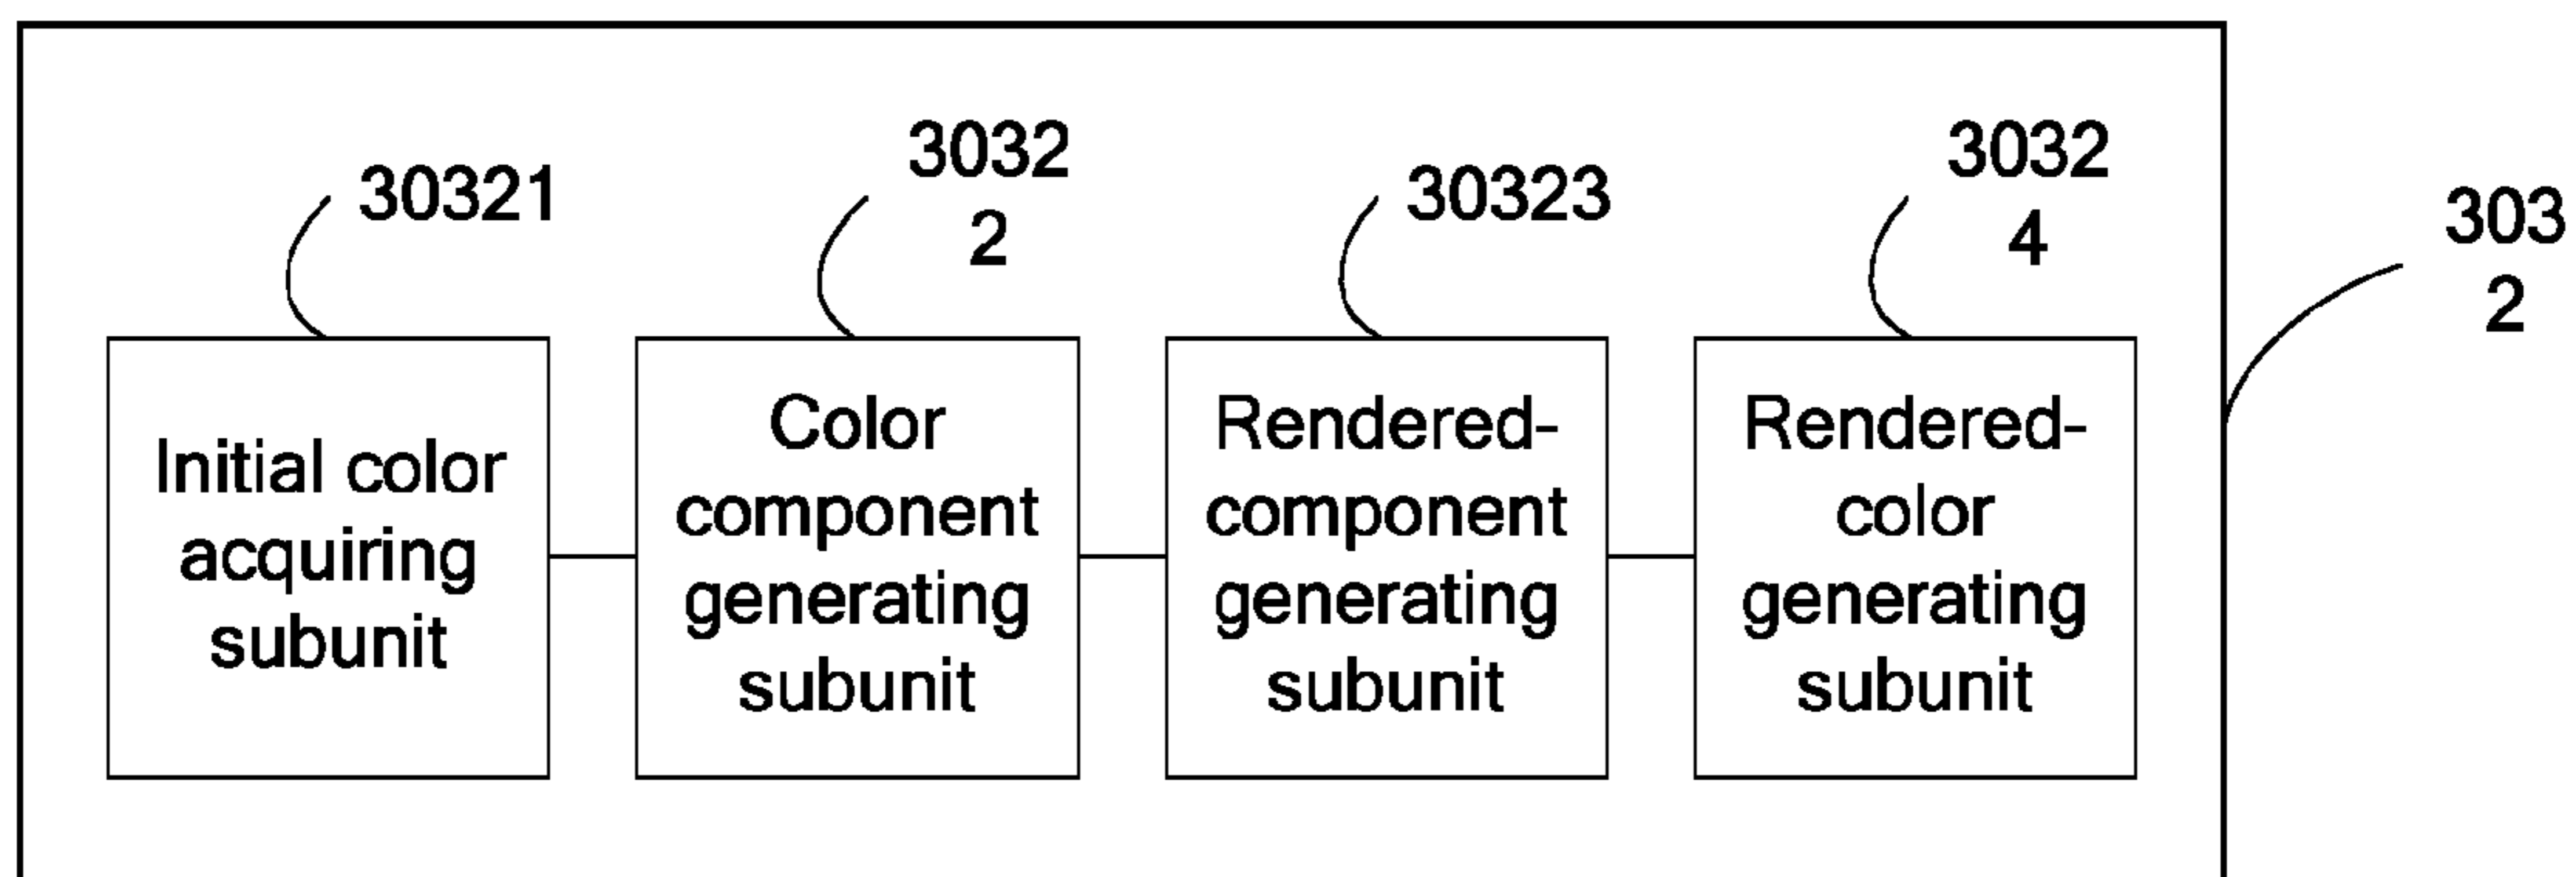 30321
3032
2
30323
3032
4
303
2
Initial color
acquiring
subunit
Color
component
generating
subunit
Rendered-
component
generating
subunit
Rendered-
color
generating
subunit